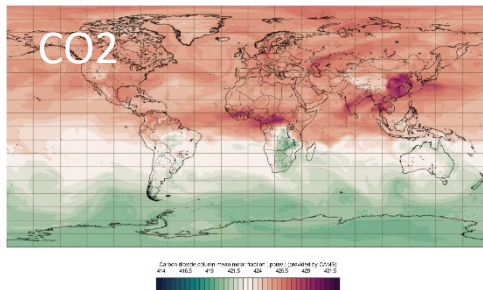 CO2
Carbon dioxide column-mean molar fraction [ ppmv ] (provided by CAMS)
414 416.5 419 421.5 424 426.5 429 431.5